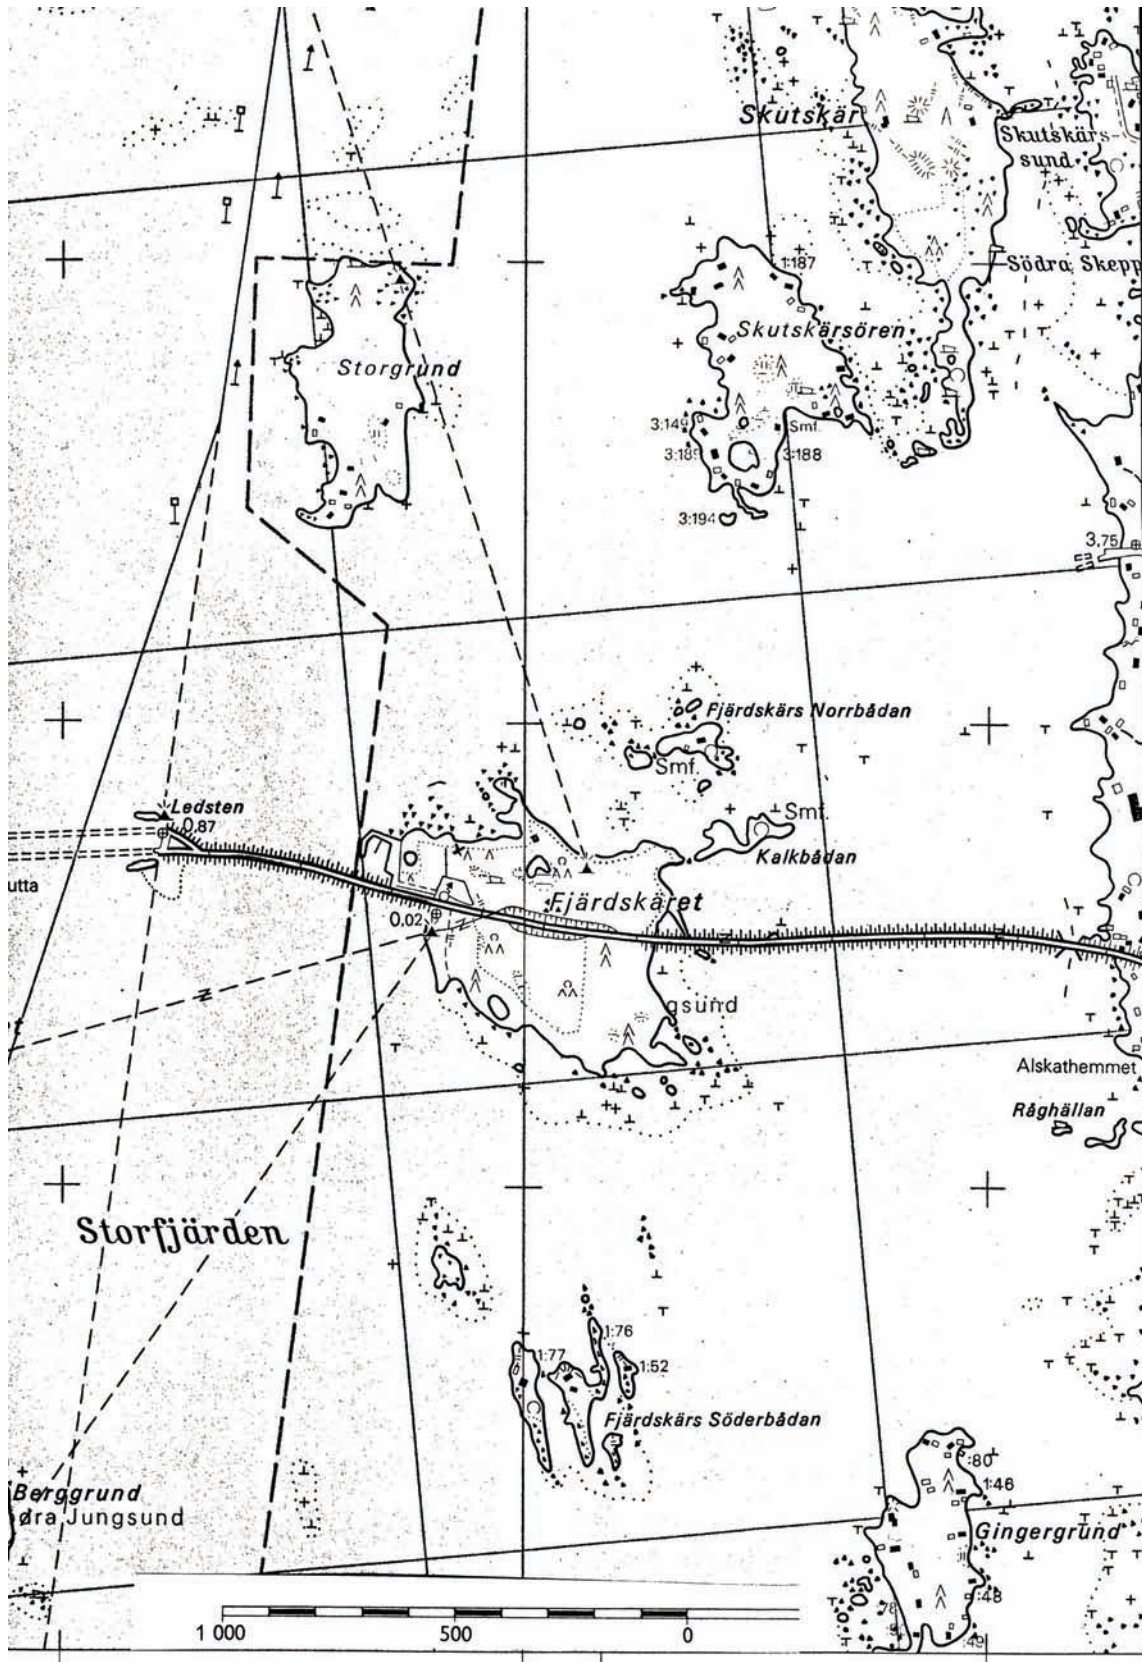 Skutskär
Skutskärs-
sund
Södra Skepp
1:187
Skutskärsören
Storgrund
3:149
Smf.
3:188
3:194
3,75
Fjärdskärs Norrbådan
Smf.
Smf.
Kalkbådan
Ledsten
0,87
utta
Fjärdskäret
0,02
gsund
t
Alskathemmet
Råghällan
Storfjärden
1:76
1:77
1:52
Fjärdskärs Söderbådan
Berggrund
dra Jungsund
:80
1:46
Gingergrund
:48
:78
:49
1 000 500 0